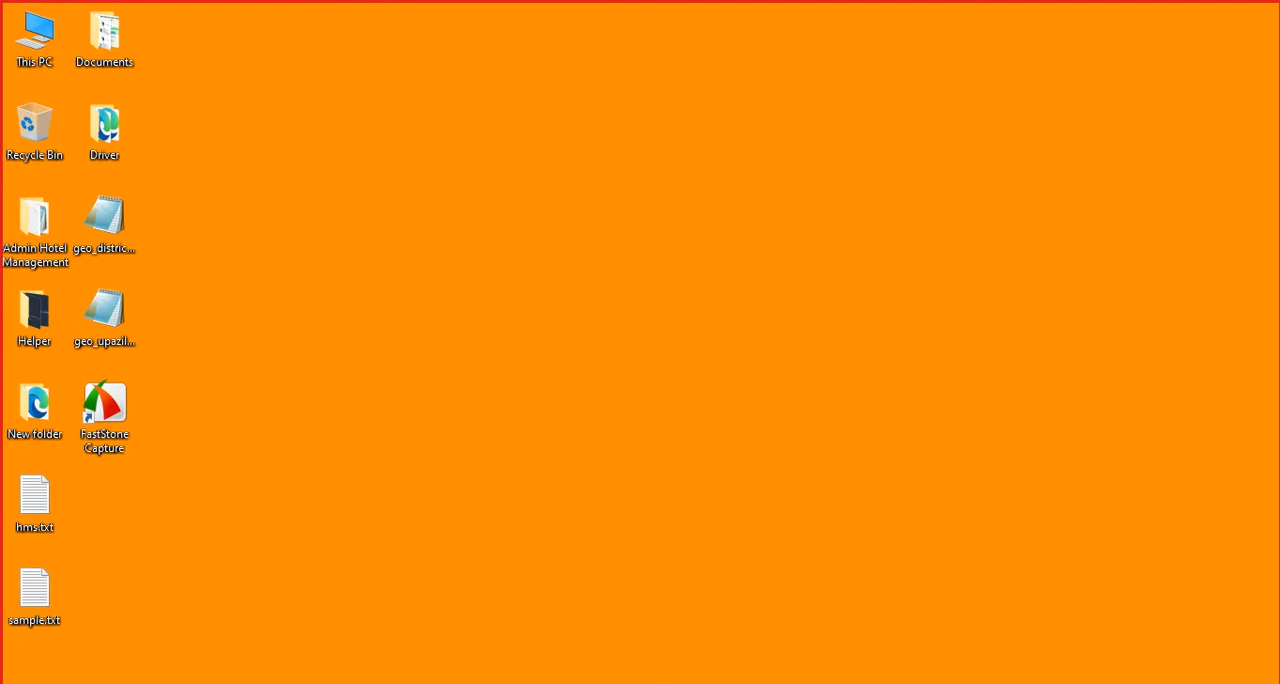 This PC
Documents
Recycle Bin
Driver
Admin Hotel
Management
geo_distric...
Helper
geo_upazil...
New folder
FastStone
Capture
hms.txt
sample.txt